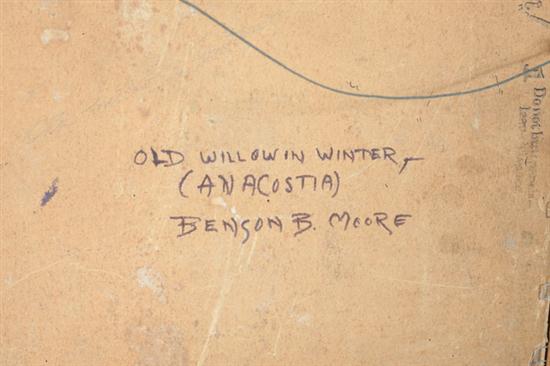 OLD WILLOW IN WINTER,
(ANACOSTIA)
BENSON B. MOORE